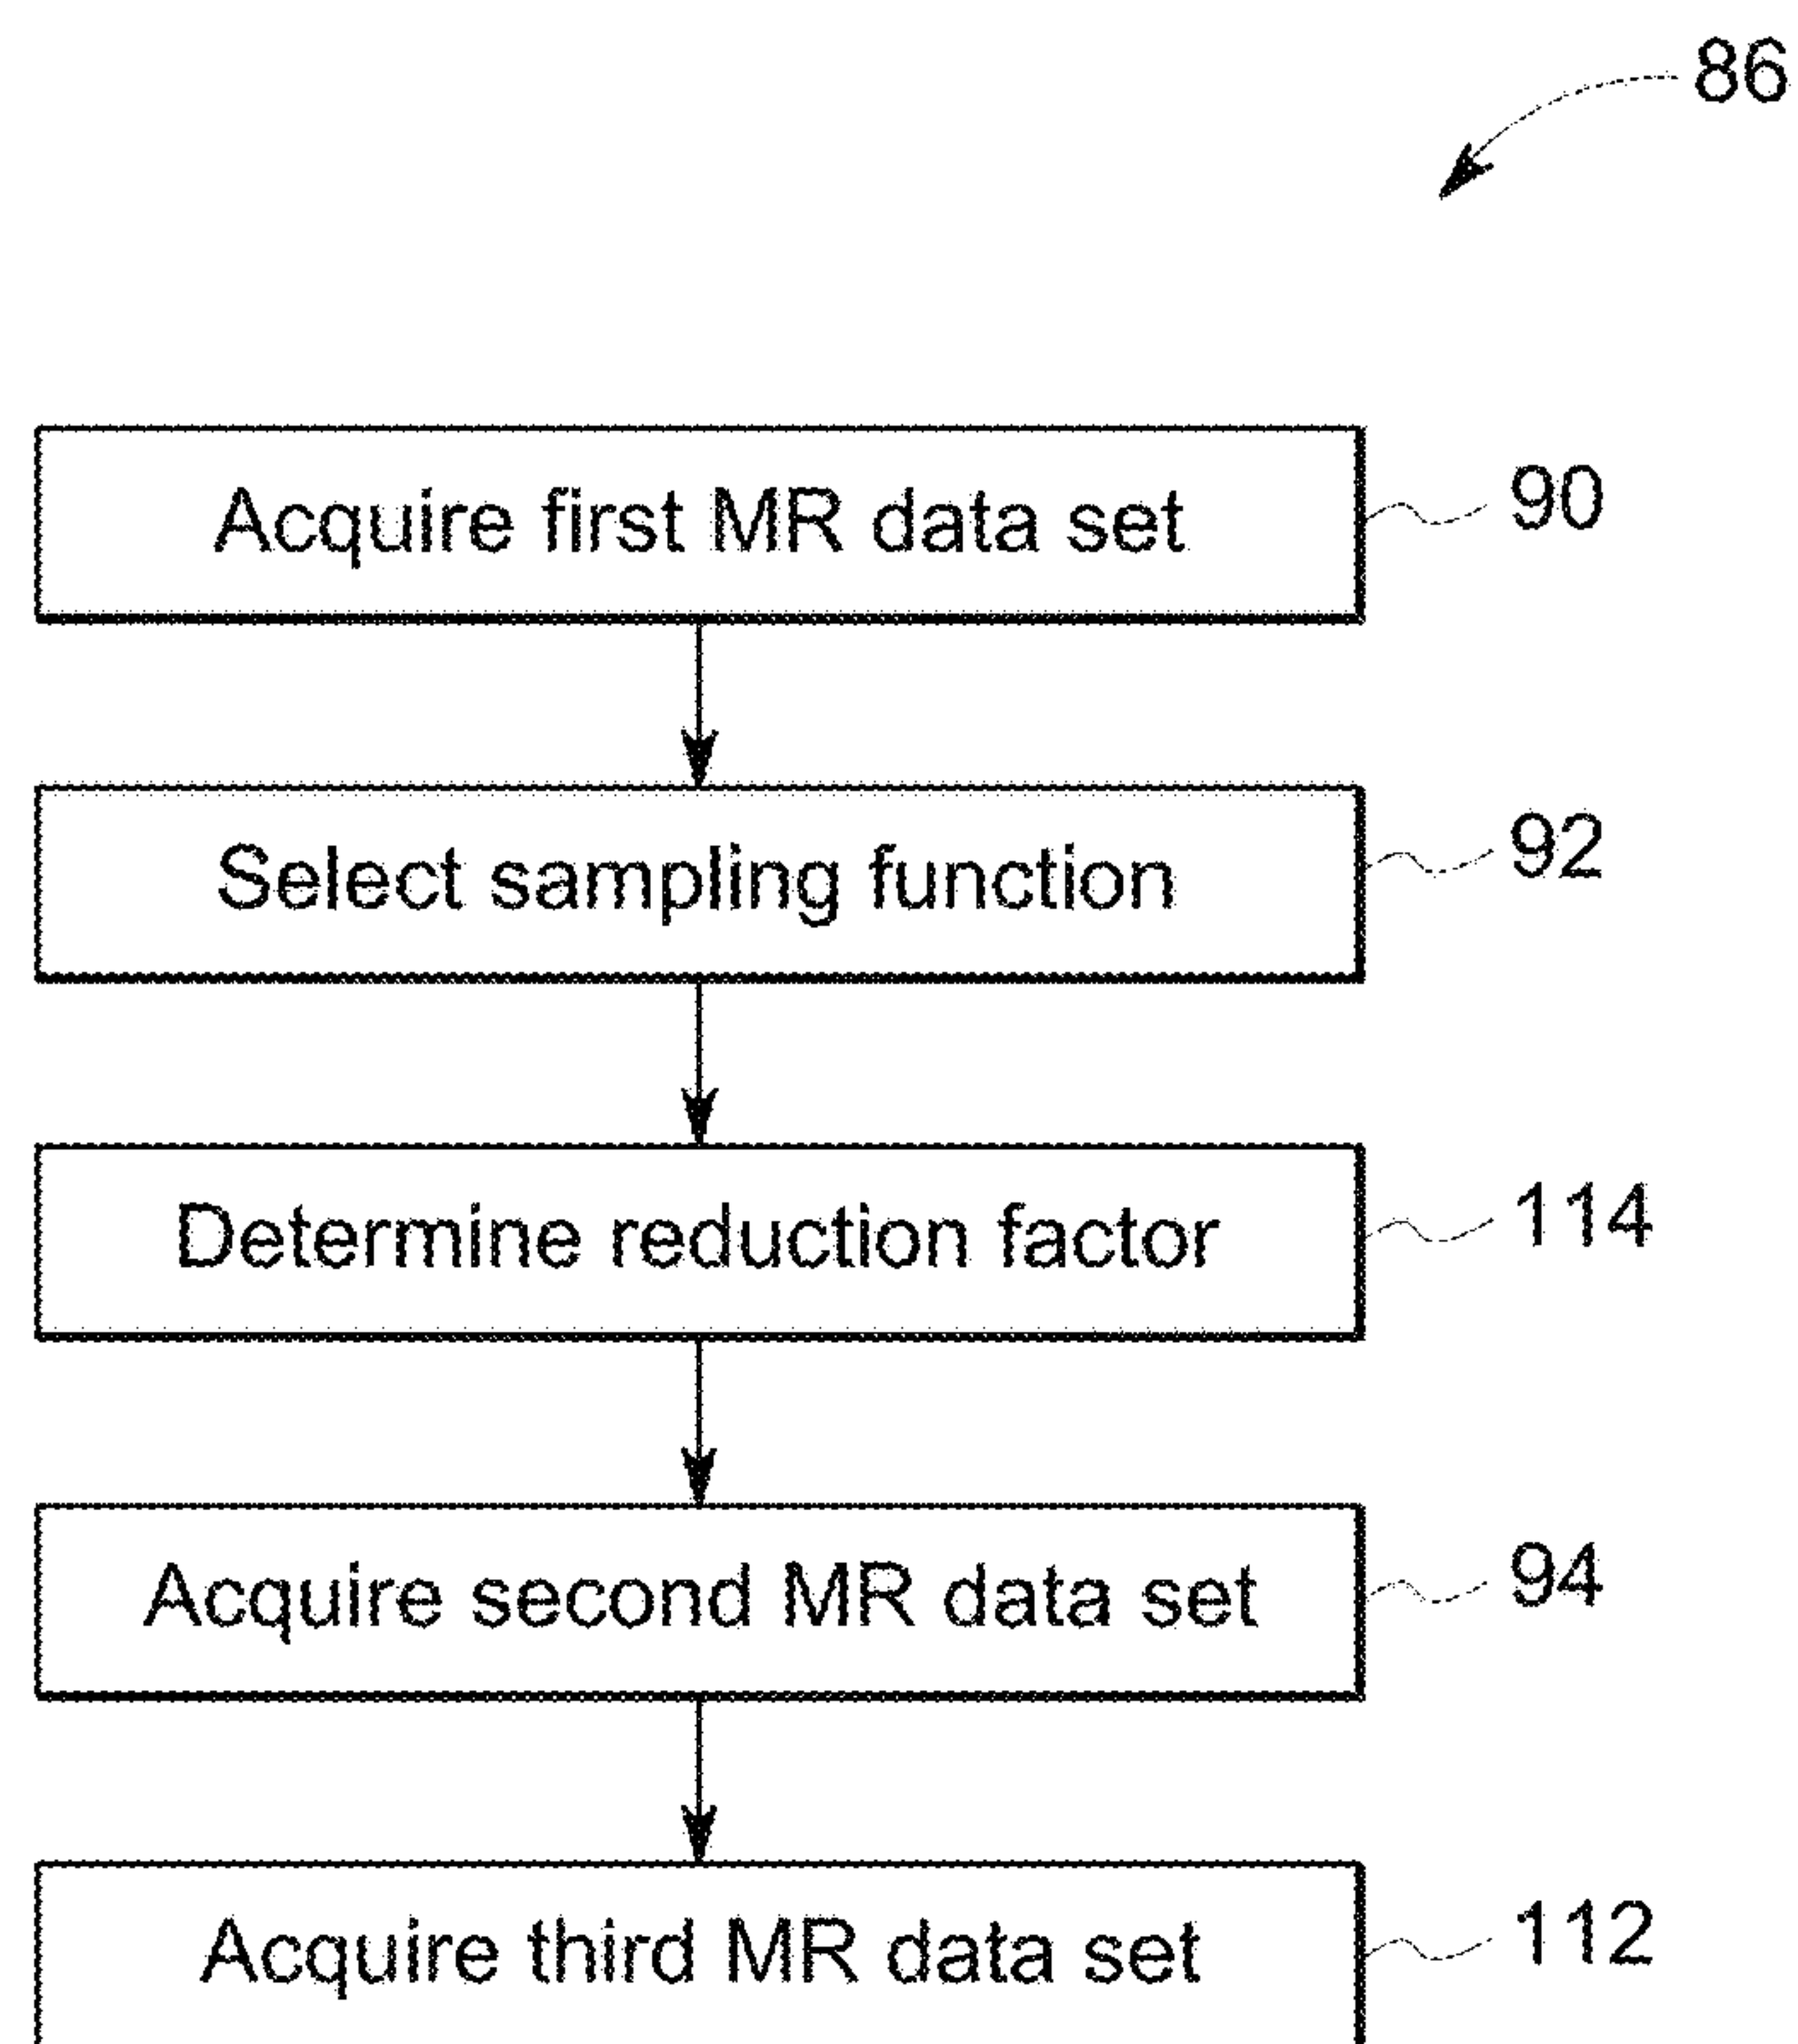 86
Acquire first MR data set 90
Select sampling function 92
Determine reduction factor 114
Acquire second MR data set 94
Acquire third MR data set 112